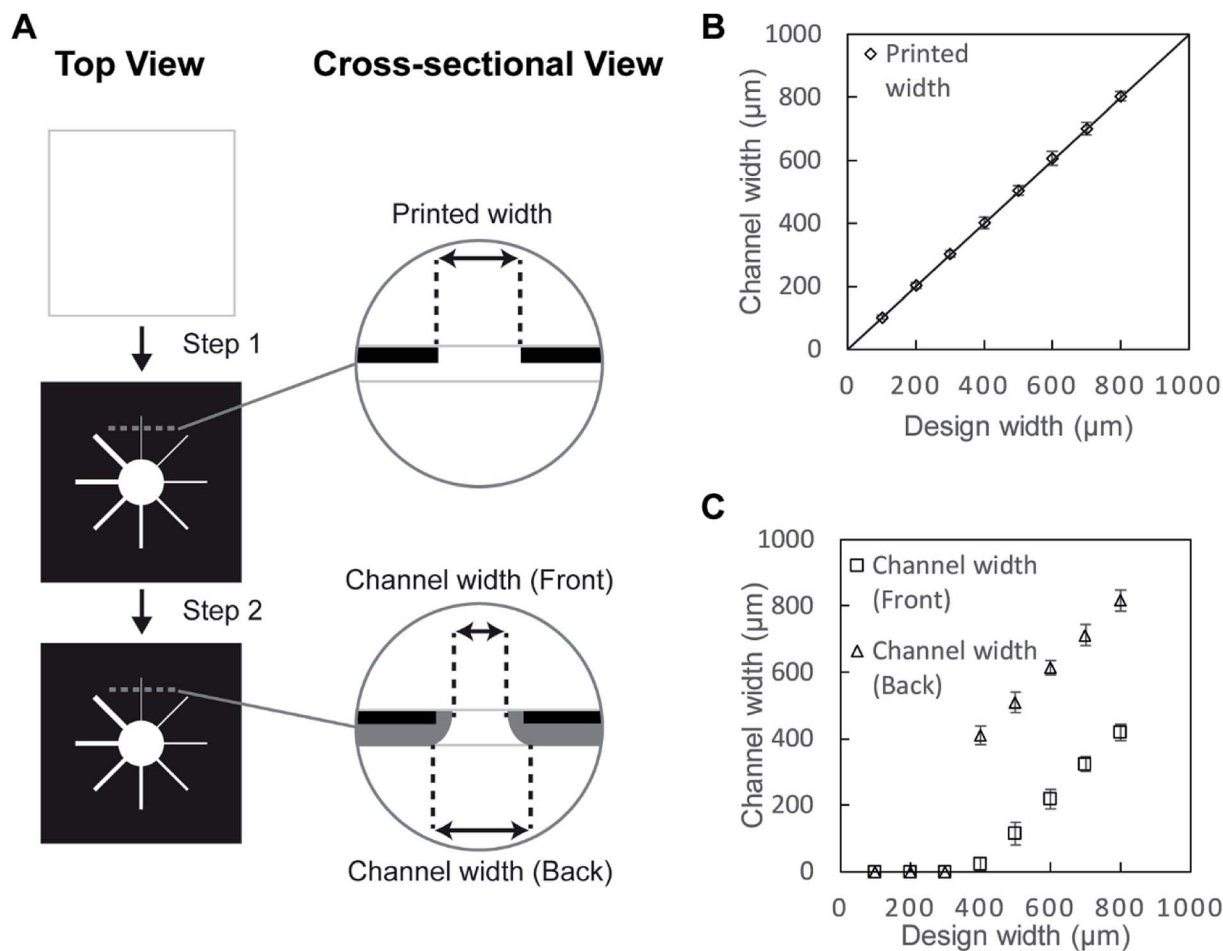 A
Top View
Cross-sectional View
Printed width
Step 1
Step 2
Channel width (Front)
Channel width (Back)
B
Printed
width
Channel width (µm)
1000
800
600
400
200
0
0 200 400 600 800 1000
Design width (µm)
C
Channel width
(Front)
Channel width
(Back)
Channel width (µm)
1000
800
600
400
200
0
0 200 400 600 800 1000
Design width (µm)